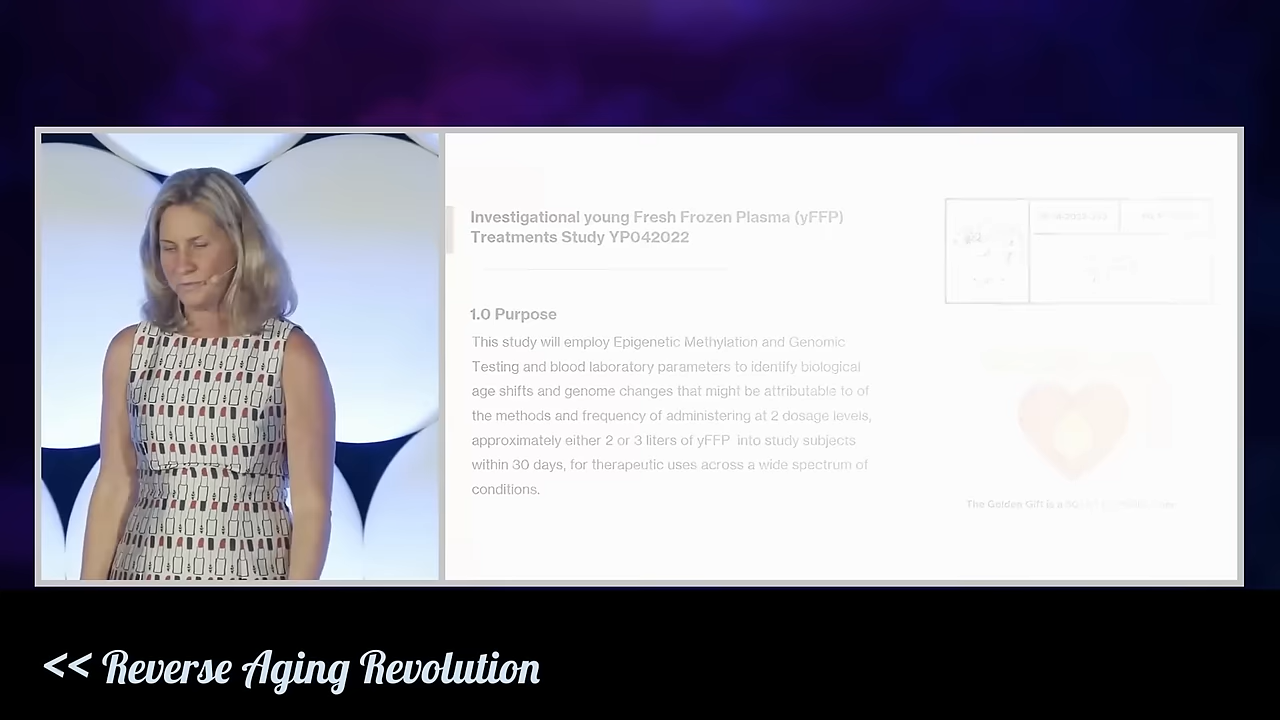 Investigational young Fresh Frozen Plasma (yFFP)
Treatments Study YP042022
1.0 Purpose
This study will employ Epigenetic Methylation and Genomic
Testing and blood laboratory parameters to identify biological
age shifts and genome changes that might be attributable to of
the methods and frequency of administering at 2 dosage levels,
approximately either 2 or 3 liters of yFFP into study subjects
within 30 days, for therapeutic uses across a wide spectrum of
conditions.
The Golden Gift is a
<< Reverse Aging Revolution